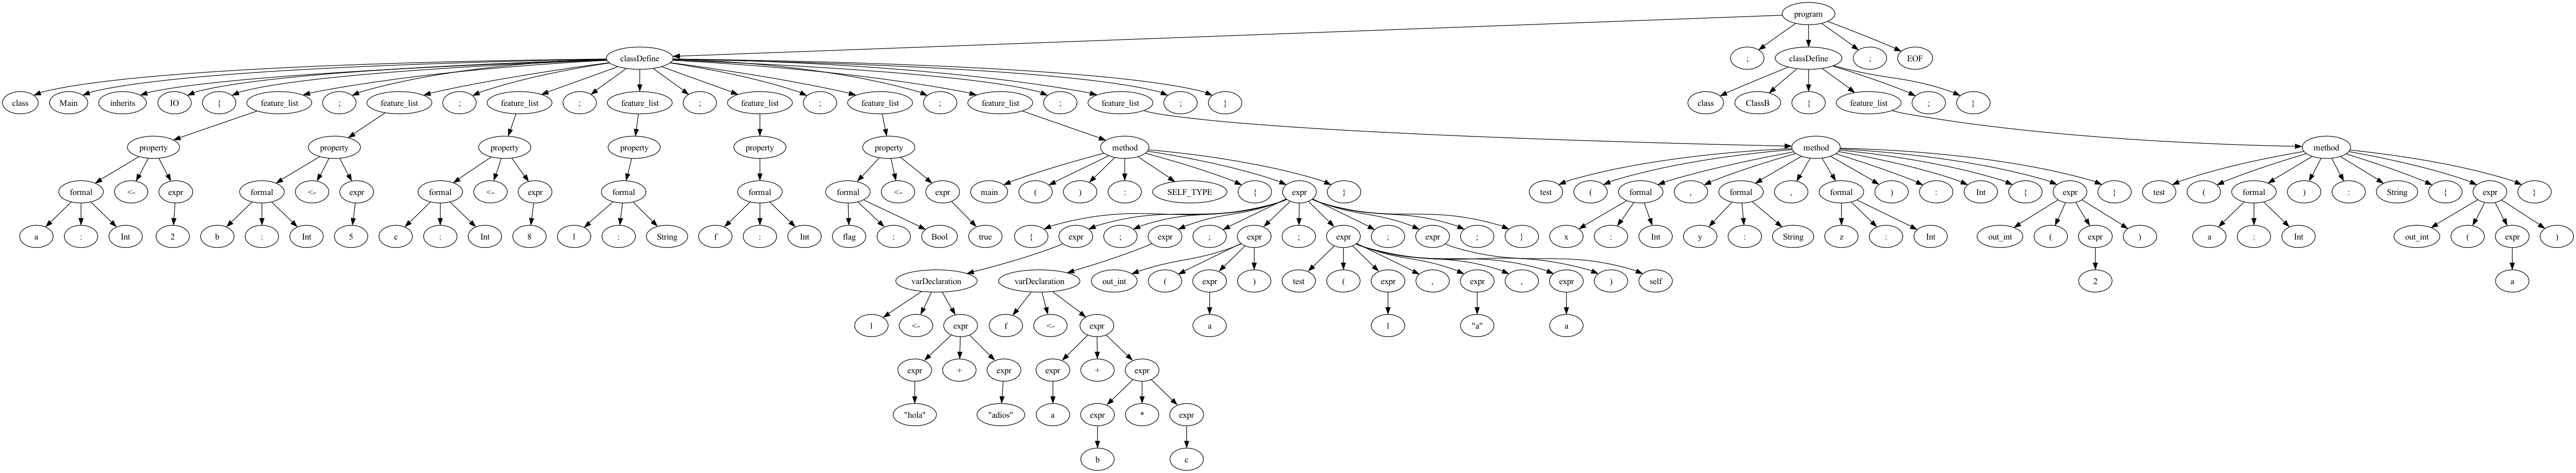 program
classDefine
;
classDefine
;
EOF
class
Main
inherits
IO
{
feature_list
;
feature_list
;
feature_list
;
feature_list
;
feature_list
;
feature_list
;
feature_list
;
feature_list
;
}
class
ClassB
{
feature_list
;
}
property
property
property
property
property
property
method
method
method
formal
<-
expr
formal
<-
expr
formal
<-
expr
formal
formal
formal
<-
expr
main
(
)
:
SELF_TYPE
{
expr
}
test
(
formal
,
formal
,
formal
)
:
Int
{
expr
}
test
(
formal
)
:
String
{
expr
}
a
:
Int
2
b
:
Int
5
c
:
Int
8
l
:
String
f
:
Int
flag
:
Bool
true
{
expr
;
expr
;
expr
;
expr
;
expr
;
}
x
:
Int
y
:
String
z
:
Int
out_int
(
expr
)
a
:
Int
out_int
(
expr
)
varDeclaration
varDeclaration
out_int
(
expr
)
test
(
expr
,
expr
,
expr
)
self
2
a
l
<-
expr
f
<-
expr
a
l
"a"
a
expr
+
expr
expr
+
expr
"hola"
"adios"
a
expr
*
expr
b
c